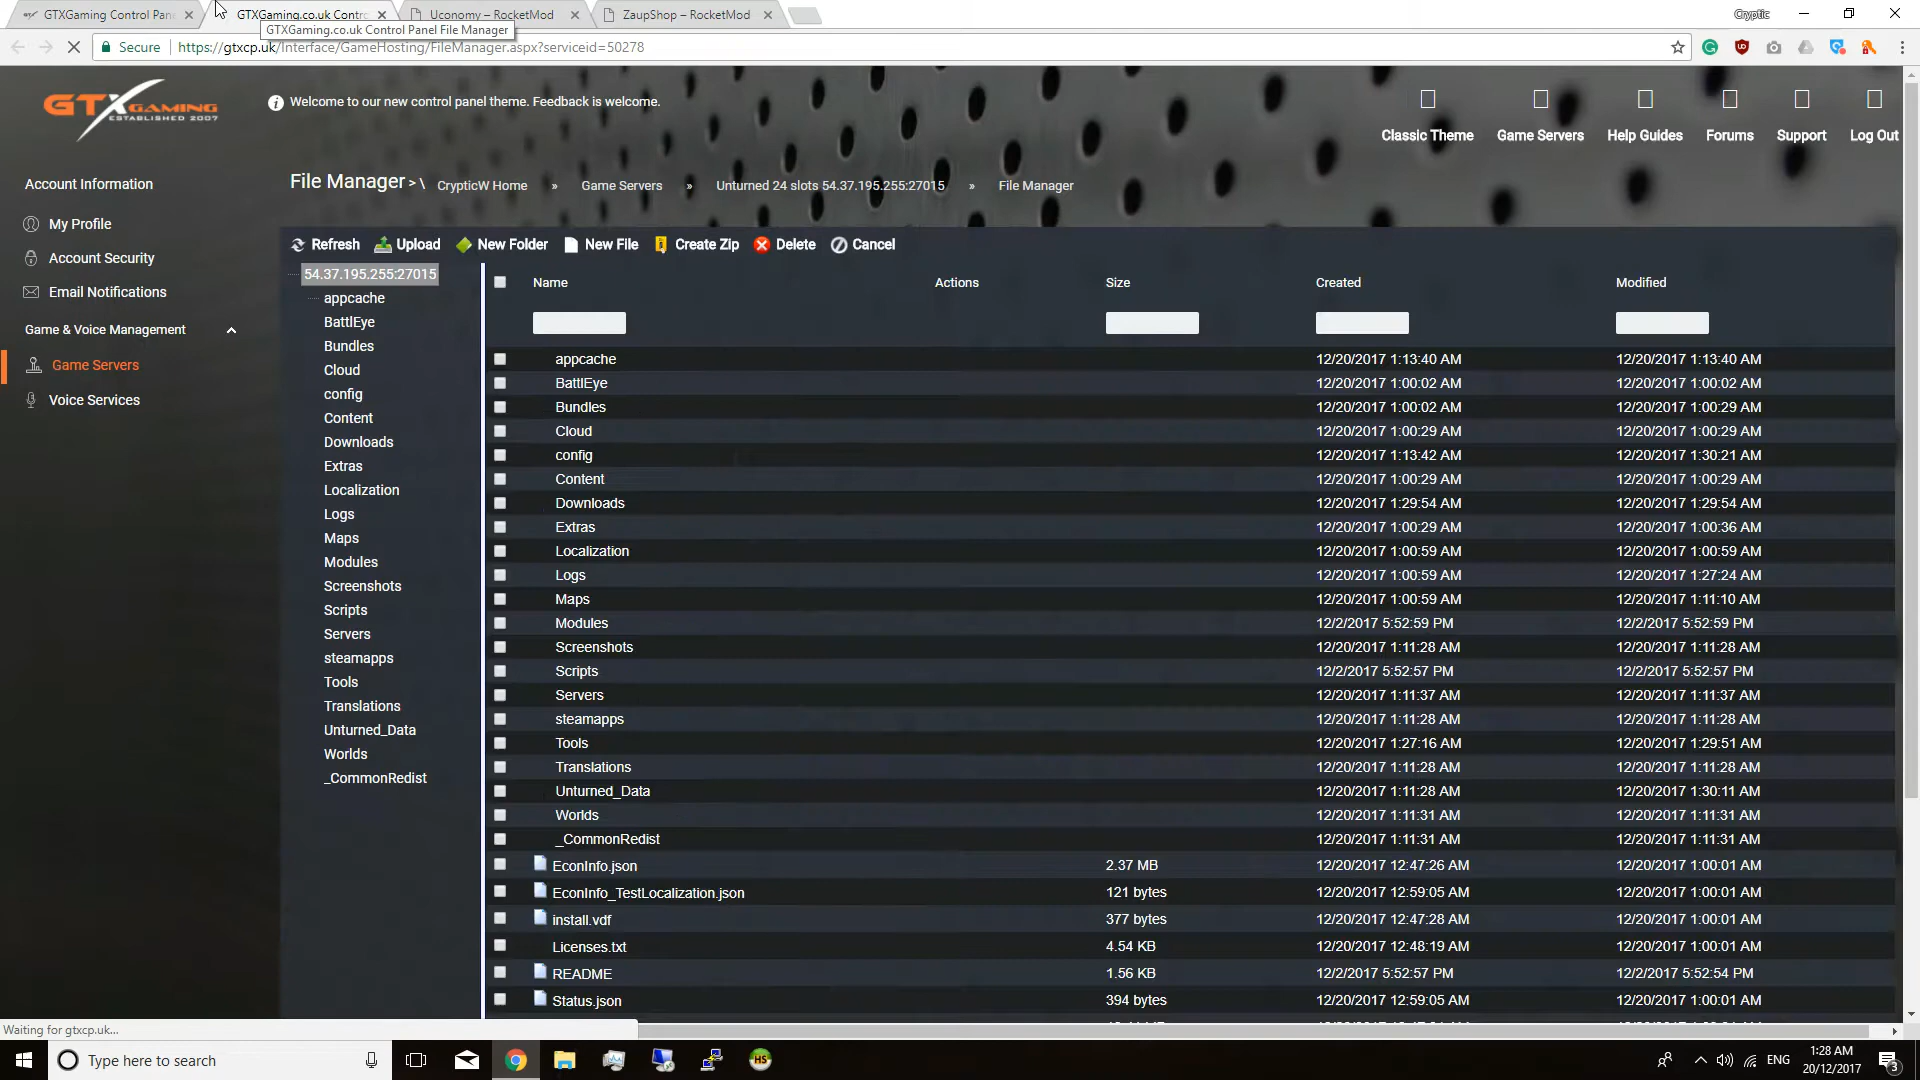 GTXGaming Control Pane
GTXGaming.co.uk Contro
Uconomy – RocketMod
ZaupShop – RocketMod
Cryptic
GTXGaming.co.uk Control Panel File Manager
Secure
https://gtxcp.uk/Interface/GameHosting/FileManager.aspx?serviceid=50278
GTXGAMING
ESTABLISHED 2007
Welcome to our new control panel theme. Feedback is welcome.
Classic Theme
Game Servers
Help Guides
Forums
Support
Log Out
File Manager > \ CrypticW Home » Game Servers » Unturned 24 slots 54.37.195.255:27015 » File Manager
Account Information
My Profile
Account Security
Email Notifications
Game & Voice Management
Game Servers
Voice Services
Refresh Upload New Folder New File Create Zip Delete Cancel
54.37.195.255:27015
appcache
BattlEye
Bundles
Cloud
config
Content
Downloads
Extras
Localization
Logs
Maps
Modules
Screenshots
Scripts
Servers
steamapps
Tools
Translations
Unturned_Data
Worlds
_CommonRedist
Name Actions Size Created Modified
appcache 12/20/2017 1:13:40 AM 12/20/2017 1:13:40 AM
BattlEye 12/20/2017 1:00:02 AM 12/20/2017 1:00:02 AM
Bundles 12/20/2017 1:00:02 AM 12/20/2017 1:00:29 AM
Cloud 12/20/2017 1:00:29 AM 12/20/2017 1:00:29 AM
config 12/20/2017 1:13:42 AM 12/20/2017 1:30:21 AM
Content 12/20/2017 1:00:29 AM 12/20/2017 1:00:29 AM
Downloads 12/20/2017 1:29:54 AM 12/20/2017 1:29:54 AM
Extras 12/20/2017 1:00:29 AM 12/20/2017 1:00:36 AM
Localization 12/20/2017 1:00:59 AM 12/20/2017 1:00:59 AM
Logs 12/20/2017 1:00:59 AM 12/20/2017 1:27:24 AM
Maps 12/20/2017 1:00:59 AM 12/20/2017 1:11:10 AM
Modules 12/2/2017 5:52:59 PM 12/2/2017 5:52:59 PM
Screenshots 12/20/2017 1:11:28 AM 12/20/2017 1:11:28 AM
Scripts 12/2/2017 5:52:57 PM 12/2/2017 5:52:57 PM
Servers 12/20/2017 1:11:37 AM 12/20/2017 1:11:37 AM
steamapps 12/20/2017 1:11:28 AM 12/20/2017 1:11:28 AM
Tools 12/20/2017 1:27:16 AM 12/20/2017 1:29:51 AM
Translations 12/20/2017 1:11:28 AM 12/20/2017 1:11:28 AM
Unturned_Data 12/20/2017 1:11:28 AM 12/20/2017 1:30:11 AM
Worlds 12/20/2017 1:11:31 AM 12/20/2017 1:11:31 AM
_CommonRedist 12/20/2017 1:11:31 AM 12/20/2017 1:11:31 AM
EconInfo.json 2.37 MB 12/20/2017 12:47:26 AM 12/20/2017 1:00:01 AM
EconInfo_TestLocalization.json 121 bytes 12/20/2017 12:59:05 AM 12/20/2017 1:00:01 AM
install.vdf 377 bytes 12/20/2017 12:47:28 AM 12/20/2017 1:00:01 AM
Licenses.txt 4.54 KB 12/20/2017 12:48:19 AM 12/20/2017 1:00:01 AM
README 1.56 KB 12/2/2017 5:52:57 PM 12/2/2017 5:52:54 PM
Status.json 394 bytes 12/20/2017 12:59:05 AM 12/20/2017 1:00:01 AM
Waiting for gtxcp.uk...
Type here to search
HS
ENG
1:28 AM
20/12/2017
3